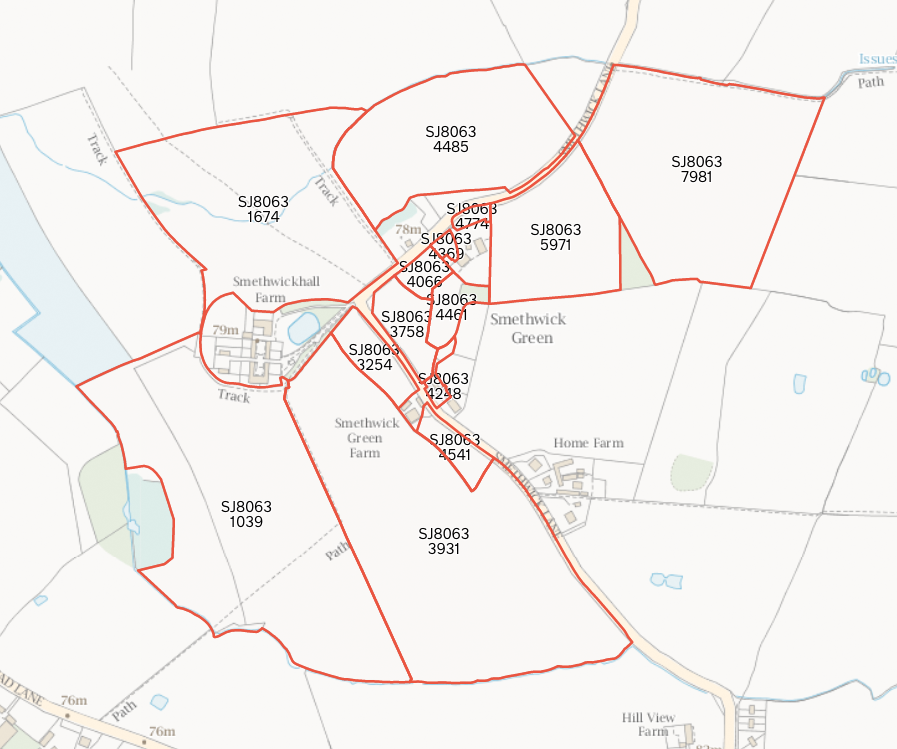 Issues
Path
SJ8063
4485
Track
SJ8063
7981
Track
SJ8063
1674
SJ8063
4774
78m
SJ8063
5971
SJ8063
4369
SJ8063
4066
Smethwickhall
Farm
SJ8063
4461
SJ8063
3758
Smethwick
Green
79m
SJ8063
3254
SJ8063
4248
Track
Smethwick
Green
Farm
SJ8063
4541
Home Farm
SJ8063
1039
SJ8063
3931
Path
LANE
76m
Path
76m
Hill View
Farm